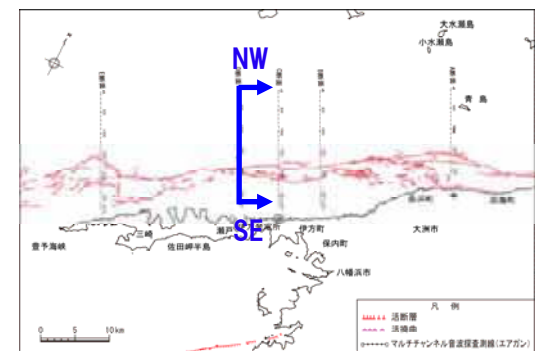 大水瀬島
小水瀬島
NW
青島
SE
豊予海峡
三崎
佐田岬半島
瀬戸
伊方町
保内町
八幡浜市
大洲市
凡 例
活断層
活撓曲
マルチチャンネル音波探査測線(エアガン)
0 5 10km